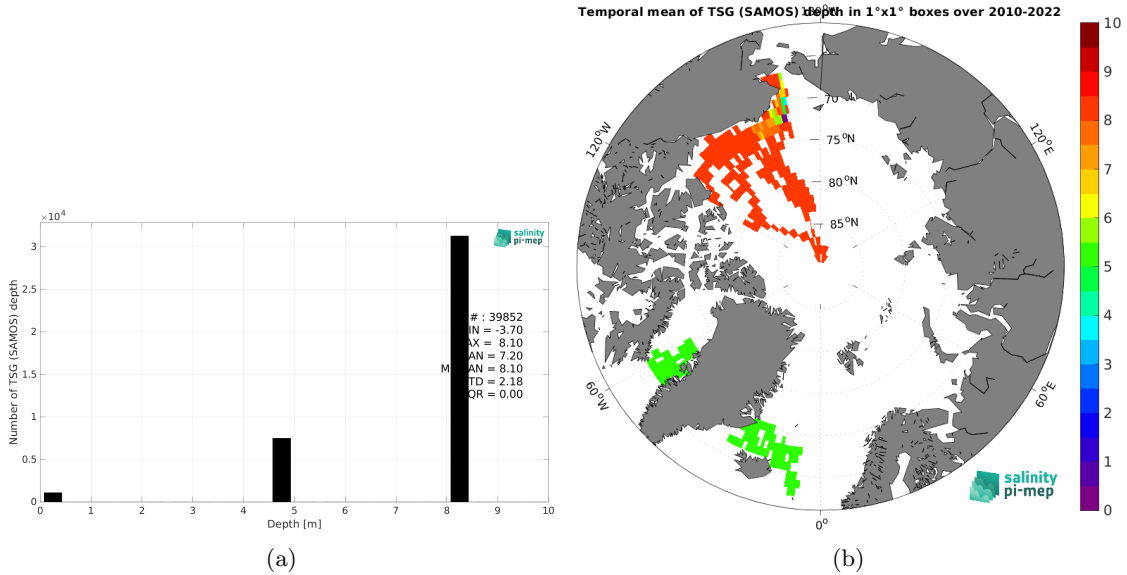 Temporal mean of TSG (SAMOS) depth in 1°x1° boxes over 2010-2022
×10⁴
3
2.5
2
1.5
1
0.5
0
Number of TSG (SAMOS) depth
0 1 2 3 4 5 6 7 8 9 10
Depth [m]
salinity
pi-mep
# : 39852
IN = -3.70
AX = 8.10
AN = 7.20
M AN = 8.10
TD = 2.18
QR = 0.00
(a)
120°W
120°E
75°N
80°N
85°N
60°W
60°E
0°
salinity
pi-mep
10
9
8
7
6
5
4
3
2
1
0
(b)